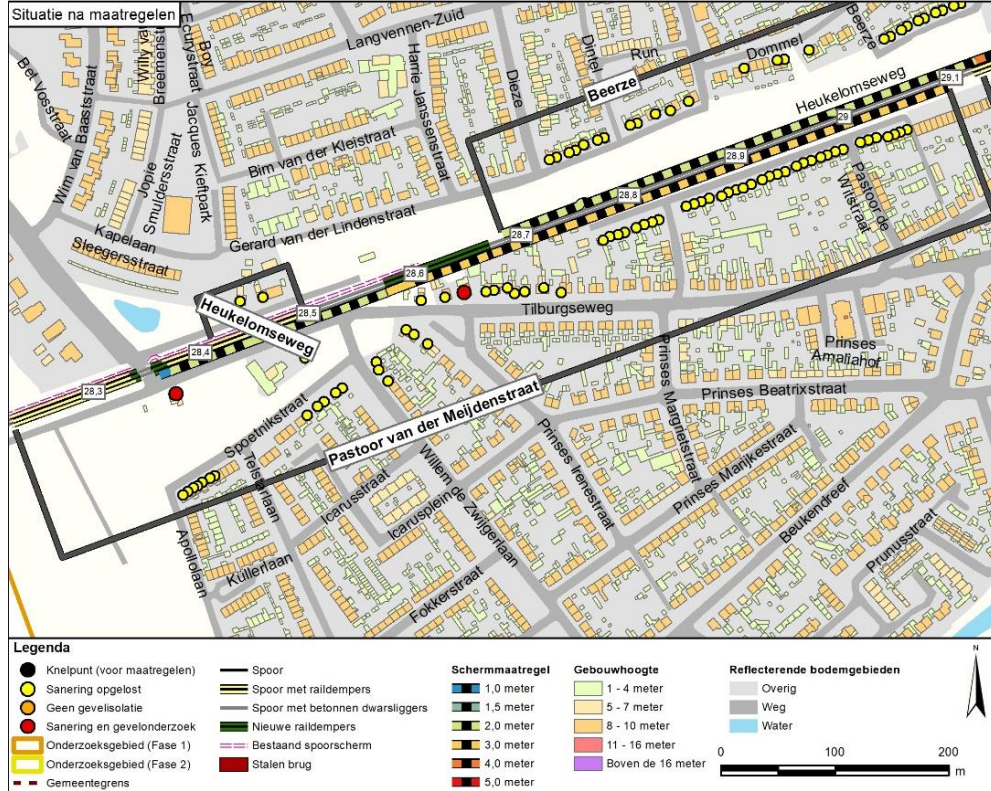 Situatie na maatregelen
Bet Vosstraat
Wim van Baaststraat
Willy van Breemenstraat
Jopie Smuldersstraat
Ecurystraat
Boy
Jacques Kieftpark
Langvennen-Zuid
Harrie Janssenstraat
Bim van der Kleistraat
Dieze
Dintel
Run
Dommel
Beerze
Beerze
Heukelomseweg
29,1
29
28,9
28,8
28,7
28,6
28,5
28,4
28,3
Kapelaan
Sleegersstraat
Gerard van der Lindenstraat
Heukelomseweg
Tilburgseweg
Pastoor de Wijtstraat
Prinses Amaliahof
Prinses Beatrixstraat
Prinses Margrietstraat
Prinses Marijkestraat
Prinses Irenestraat
Pastoor van der Meijdenstraat
Spoetnikstraat
Telstarlaan
Icarusstraat
Icarusplein
Willem de Zwijgerlaan
Apollolaan
Küllerlaan
Fokkerstraat
Beukendreef
Prunusstraat
Legenda
Knelpunt (voor maatregelen)
Sanering opgelost
Geen gevelisolatie
Sanering en gevelonderzoek
Onderzoeksgebied (Fase 1)
Onderzoeksgebied (Fase 2)
Gemeentegrens
Spoor
Spoor met raildempers
Spoor met betonnen dwarsliggers
Nieuwe raildempers
Bestaand spoorscherm
Stalen brug
Schermmaatregel
1,0 meter
1,5 meter
2,0 meter
3,0 meter
4,0 meter
5,0 meter
Gebouwhoogte
1 - 4 meter
5 - 7 meter
8 - 10 meter
11 - 16 meter
Boven de 16 meter
Reflecterende bodemgebieden
Overig
Weg
Water
N
0 100 200
m